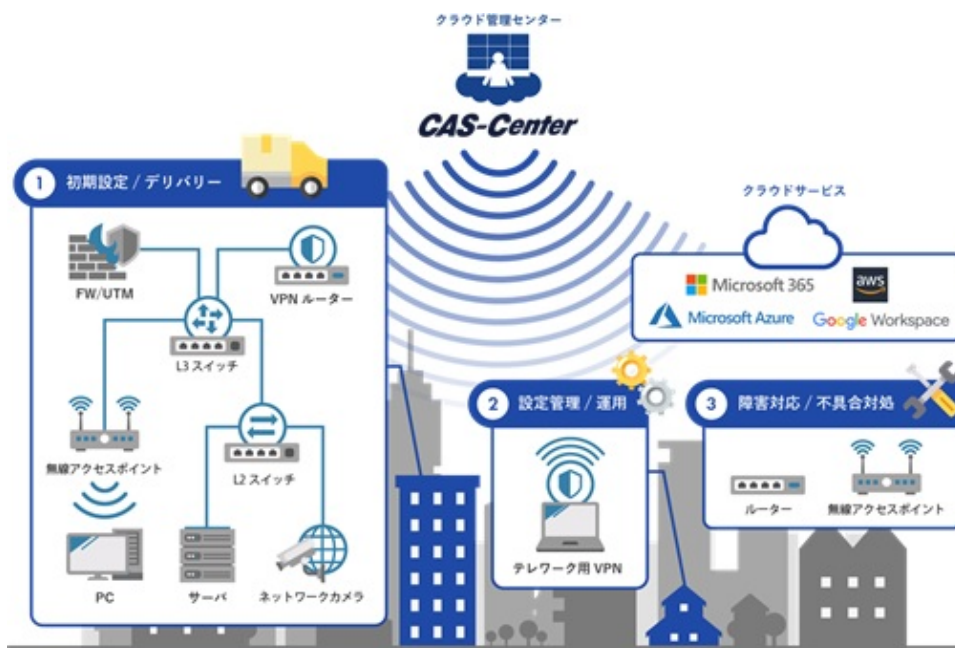 クラウド管理センター
CAS-Center
1 初期設定 / デリバリー
FW/UTM
VPN ルーター
L3 スイッチ
無線アクセスポイント
L2 スイッチ
PC
サーバ
ネットワークカメラ
クラウドサービス
Microsoft 365
aws
Microsoft Azure
Google Workspace
2 設定管理 / 運用
テレワーク用 VPN
3 障害対応 / 不具合対処
ルーター
無線アクセスポイント